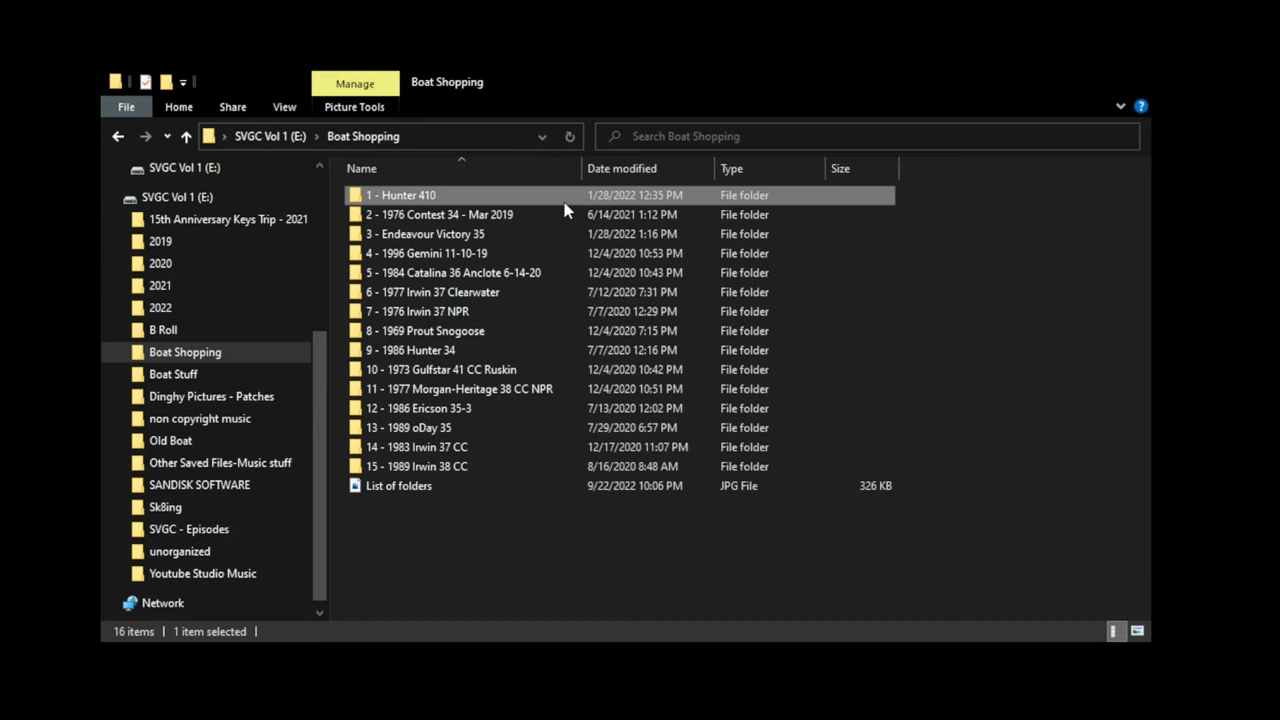 Manage
Boat Shopping
File
Home
Share
View
Picture Tools
SVGC Vol 1 (E:)
Boat Shopping
Search Boat Shopping
SVGC Vol 1 (E:)
SVGC Vol 1 (E:)
15th Anniversary Keys Trip - 2021
2019
2020
2021
2022
B Roll
Boat Shopping
Boat Stuff
Dinghy Pictures - Patches
non copyright music
Old Boat
Other Saved Files-Music stuff
SANDISK SOFTWARE
Sk8ing
SVGC - Episodes
unorganized
Youtube Studio Music
Network
Name Date modified Type Size
1 - Hunter 410 1/28/2022 12:35 PM File folder
2 - 1976 Contest 34 - Mar 2019 6/14/2021 1:12 PM File folder
3 - Endeavour Victory 35 1/28/2022 1:16 PM File folder
4 - 1996 Gemini 11-10-19 12/4/2020 10:53 PM File folder
5 - 1984 Catalina 36 Anclote 6-14-20 12/4/2020 10:43 PM File folder
6 - 1977 Irwin 37 Clearwater 7/12/2020 7:31 PM File folder
7 - 1976 Irwin 37 NPR 7/7/2020 12:29 PM File folder
8 - 1969 Prout Snogoose 12/4/2020 7:15 PM File folder
9 - 1986 Hunter 34 7/7/2020 12:16 PM File folder
10 - 1973 Gulfstar 41 CC Ruskin 12/4/2020 10:42 PM File folder
11 - 1977 Morgan-Heritage 38 CC NPR 12/4/2020 10:51 PM File folder
12 - 1986 Ericson 35-3 7/13/2020 12:02 PM File folder
13 - 1989 oDay 35 7/29/2020 6:57 PM File folder
14 - 1983 Irwin 37 CC 12/17/2020 11:07 PM File folder
15 - 1989 Irwin 38 CC 8/16/2020 8:48 AM File folder
List of folders 9/22/2022 10:06 PM JPG File 326 KB
16 items 1 item selected